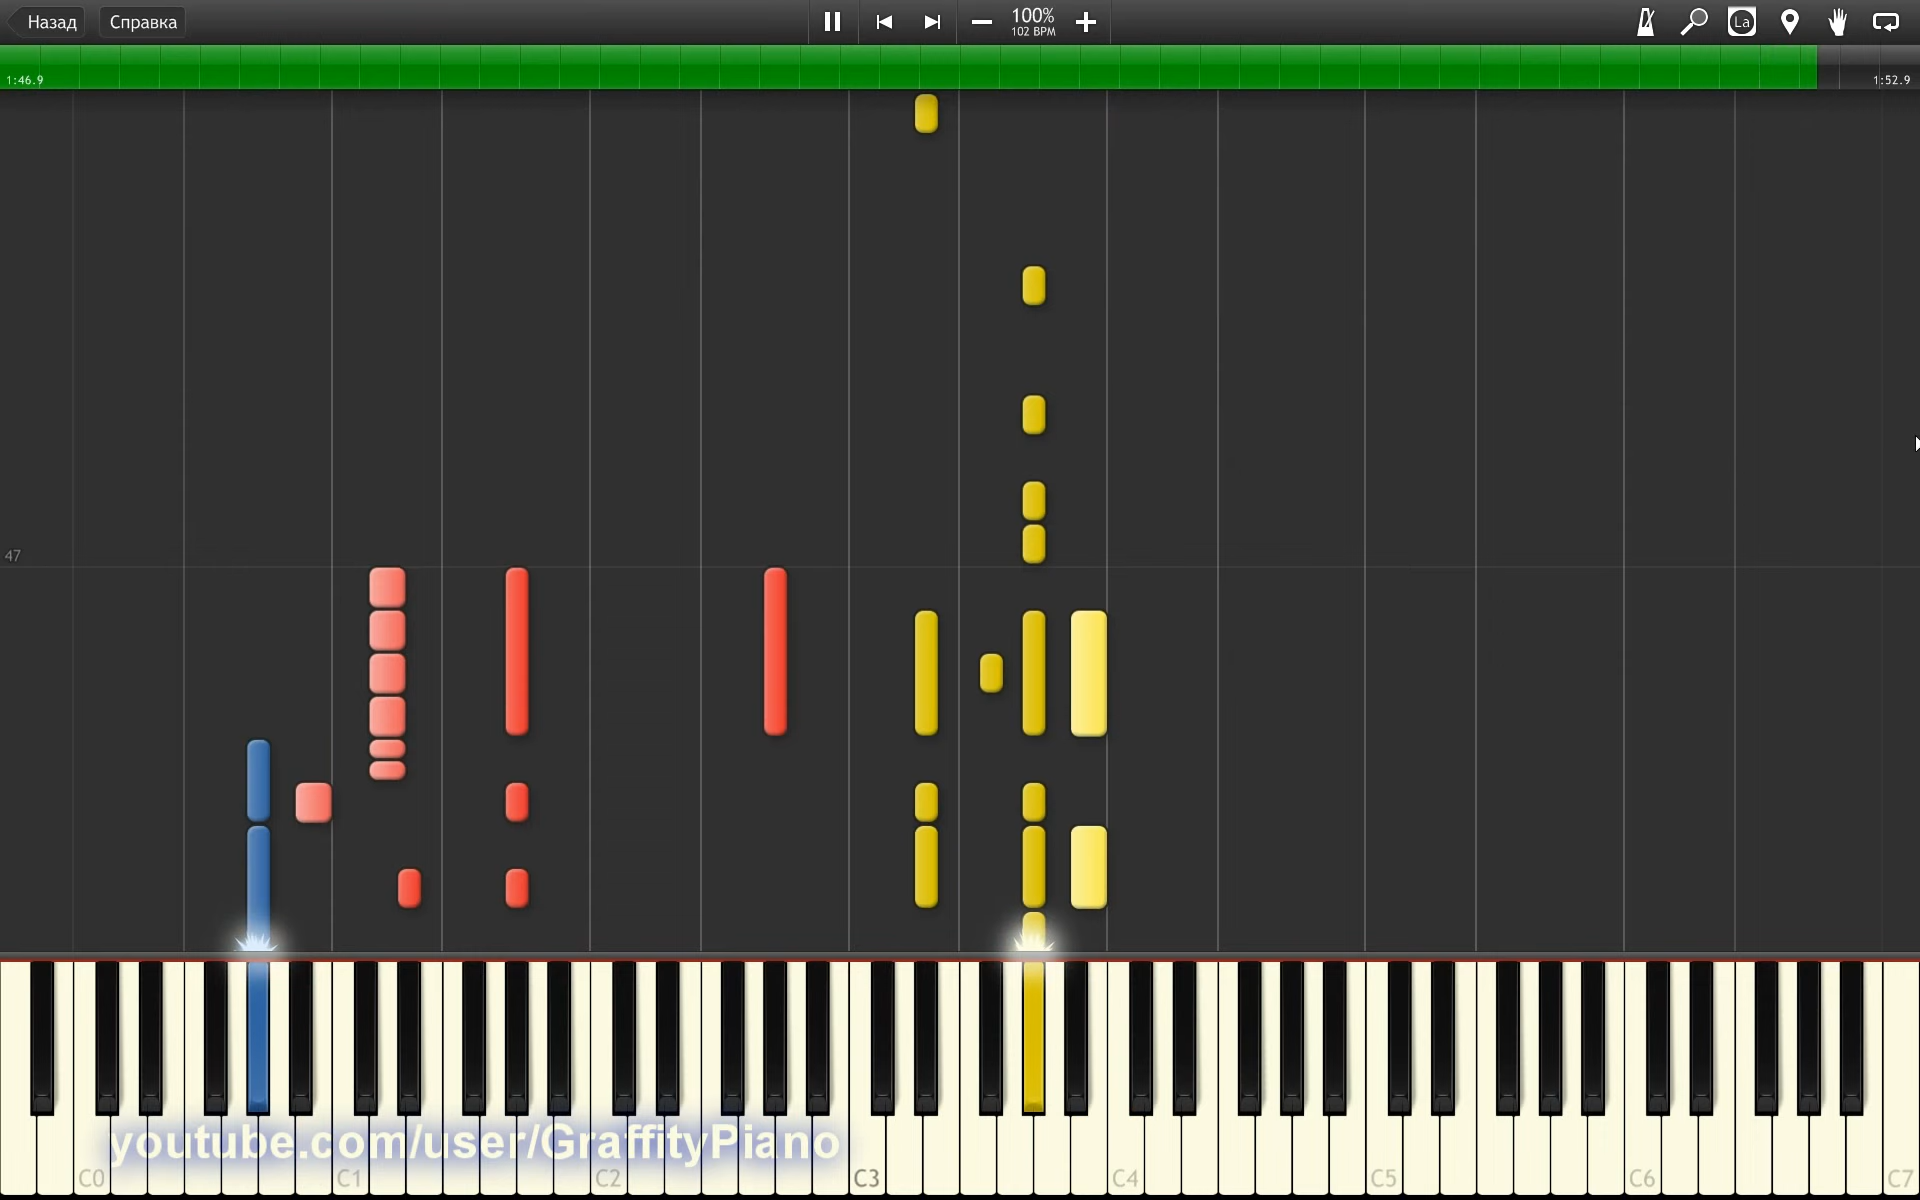 Назад Справка 100% La
102 BPM
1:46.9 1:52.9
47
youtube.com/user/GraffityPiano
C0 C1 C2 C3 C4 C5 C6 C7